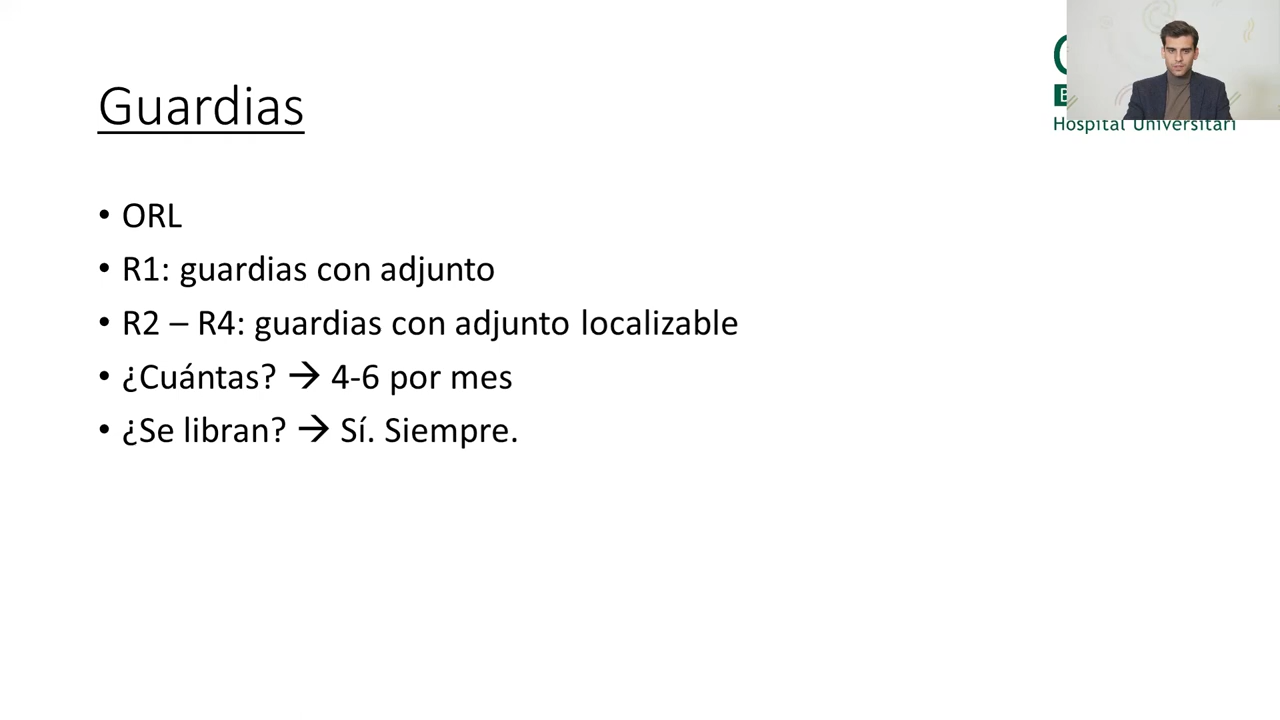 Guardias
Hospital Universitari
• ORL
• R1: guardias con adjunto
• R2 – R4: guardias con adjunto localizable
• ¿Cuántas? → 4-6 por mes
• ¿Se libran? → Sí. Siempre.